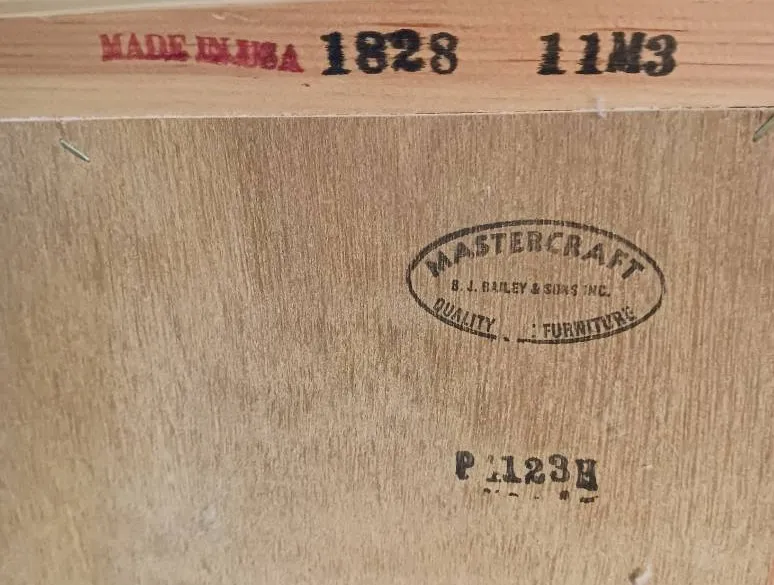 MADE IN USA 1828 11M3
MASTERCRAFT
B. J. BAILEY & SONS INC.
QUALITY FURNITURE